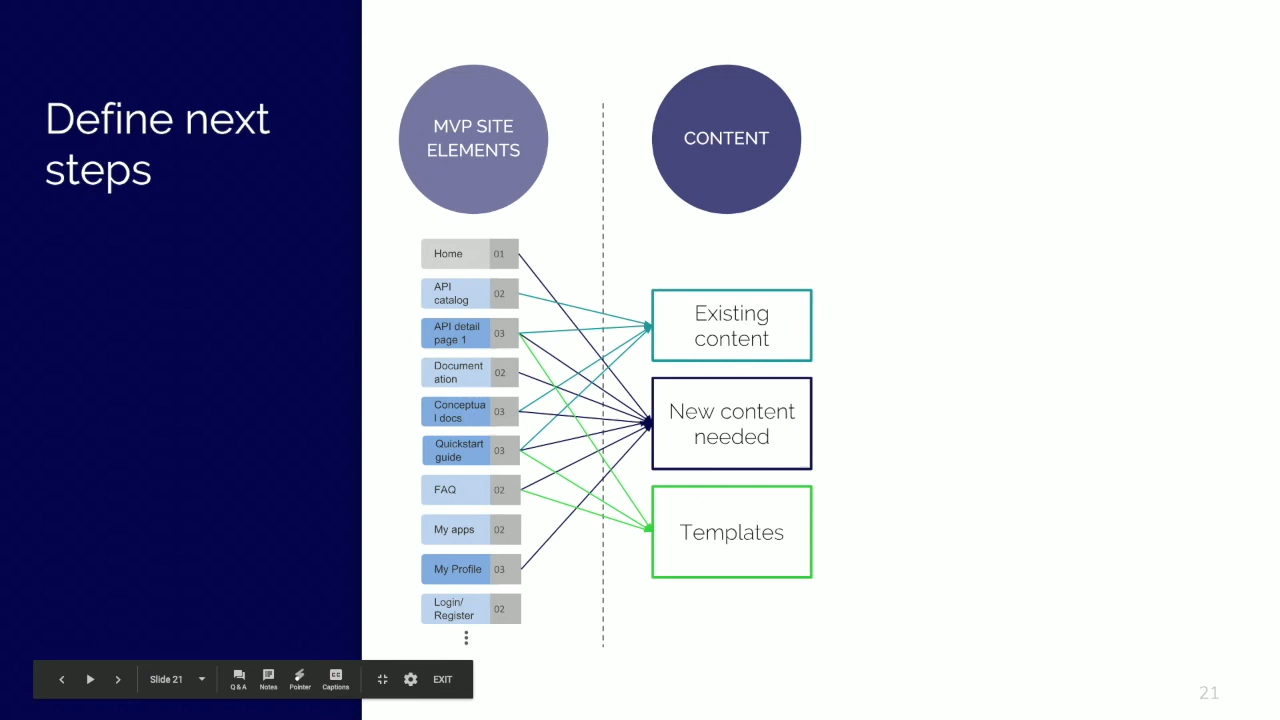 Define next
steps
MVP SITE
ELEMENTS
CONTENT
Home 01
API
catalog 02
API detail
page 1 03
Document
ation 02
Conceptua
l docs 03
Quickstart
guide 03
FAQ 02
My apps 02
My Profile 03
Login/
Register 02
Existing
content
New content
needed
Templates
Slide 21
Q & A
Notes
Pointer
CC
Captions
EXIT
21